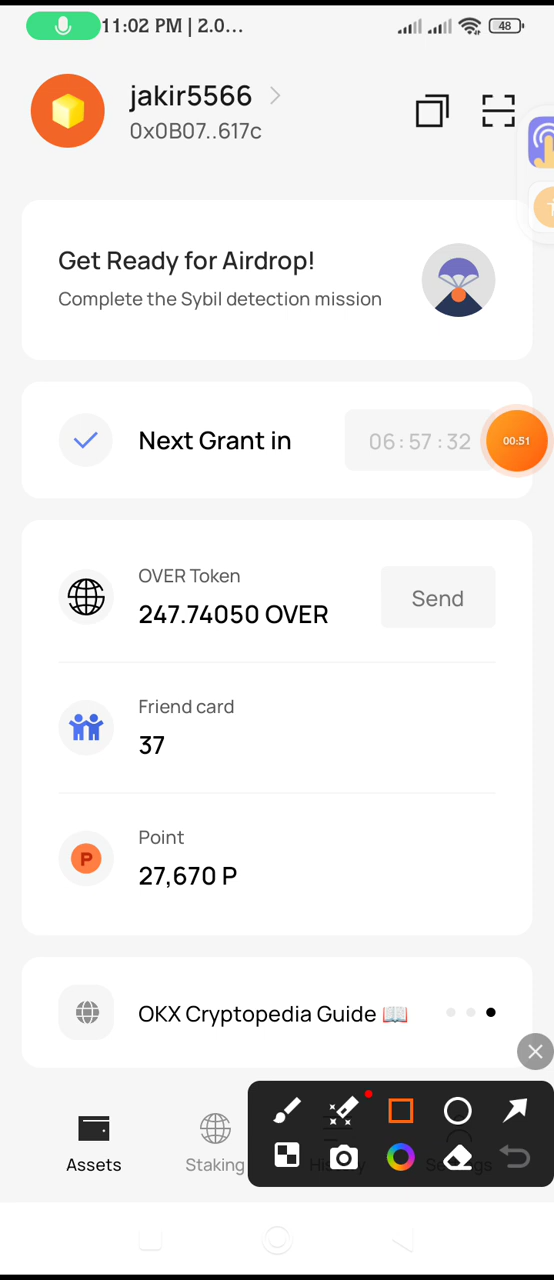 11:02 PM | 2.0...
48
jakir5566
0x0B07..617c
Get Ready for Airdrop!
Complete the Sybil detection mission
Next Grant in
06:57:32
00:51
OVER Token
247.74050 OVER
Send
Friend card
37
Point
P
27,670 P
OKX Cryptopedia Guide 📖
Assets
Staking